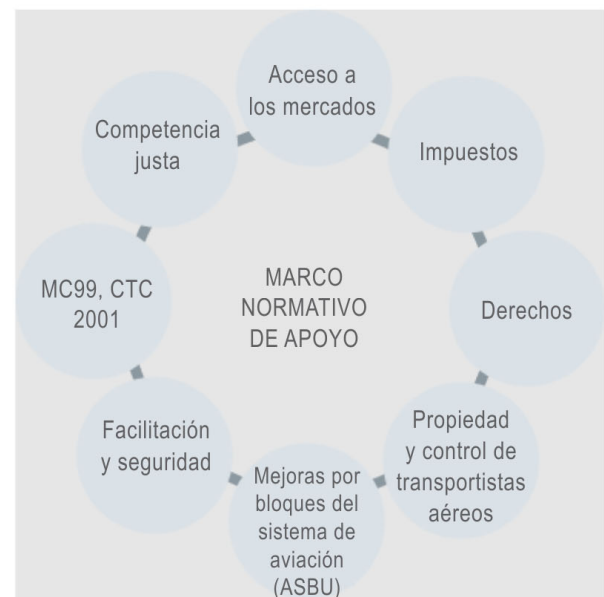 Acceso a
los mercados
Impuestos
Derechos
Propiedad
y control de
transportistas
aéreos
Mejoras por
bloques del
sistema de
aviación
(ASBU)
Facilitación
y seguridad
MC99, CTC
2001
Competencia
justa
MARCO
NORMATIVO
DE APOYO